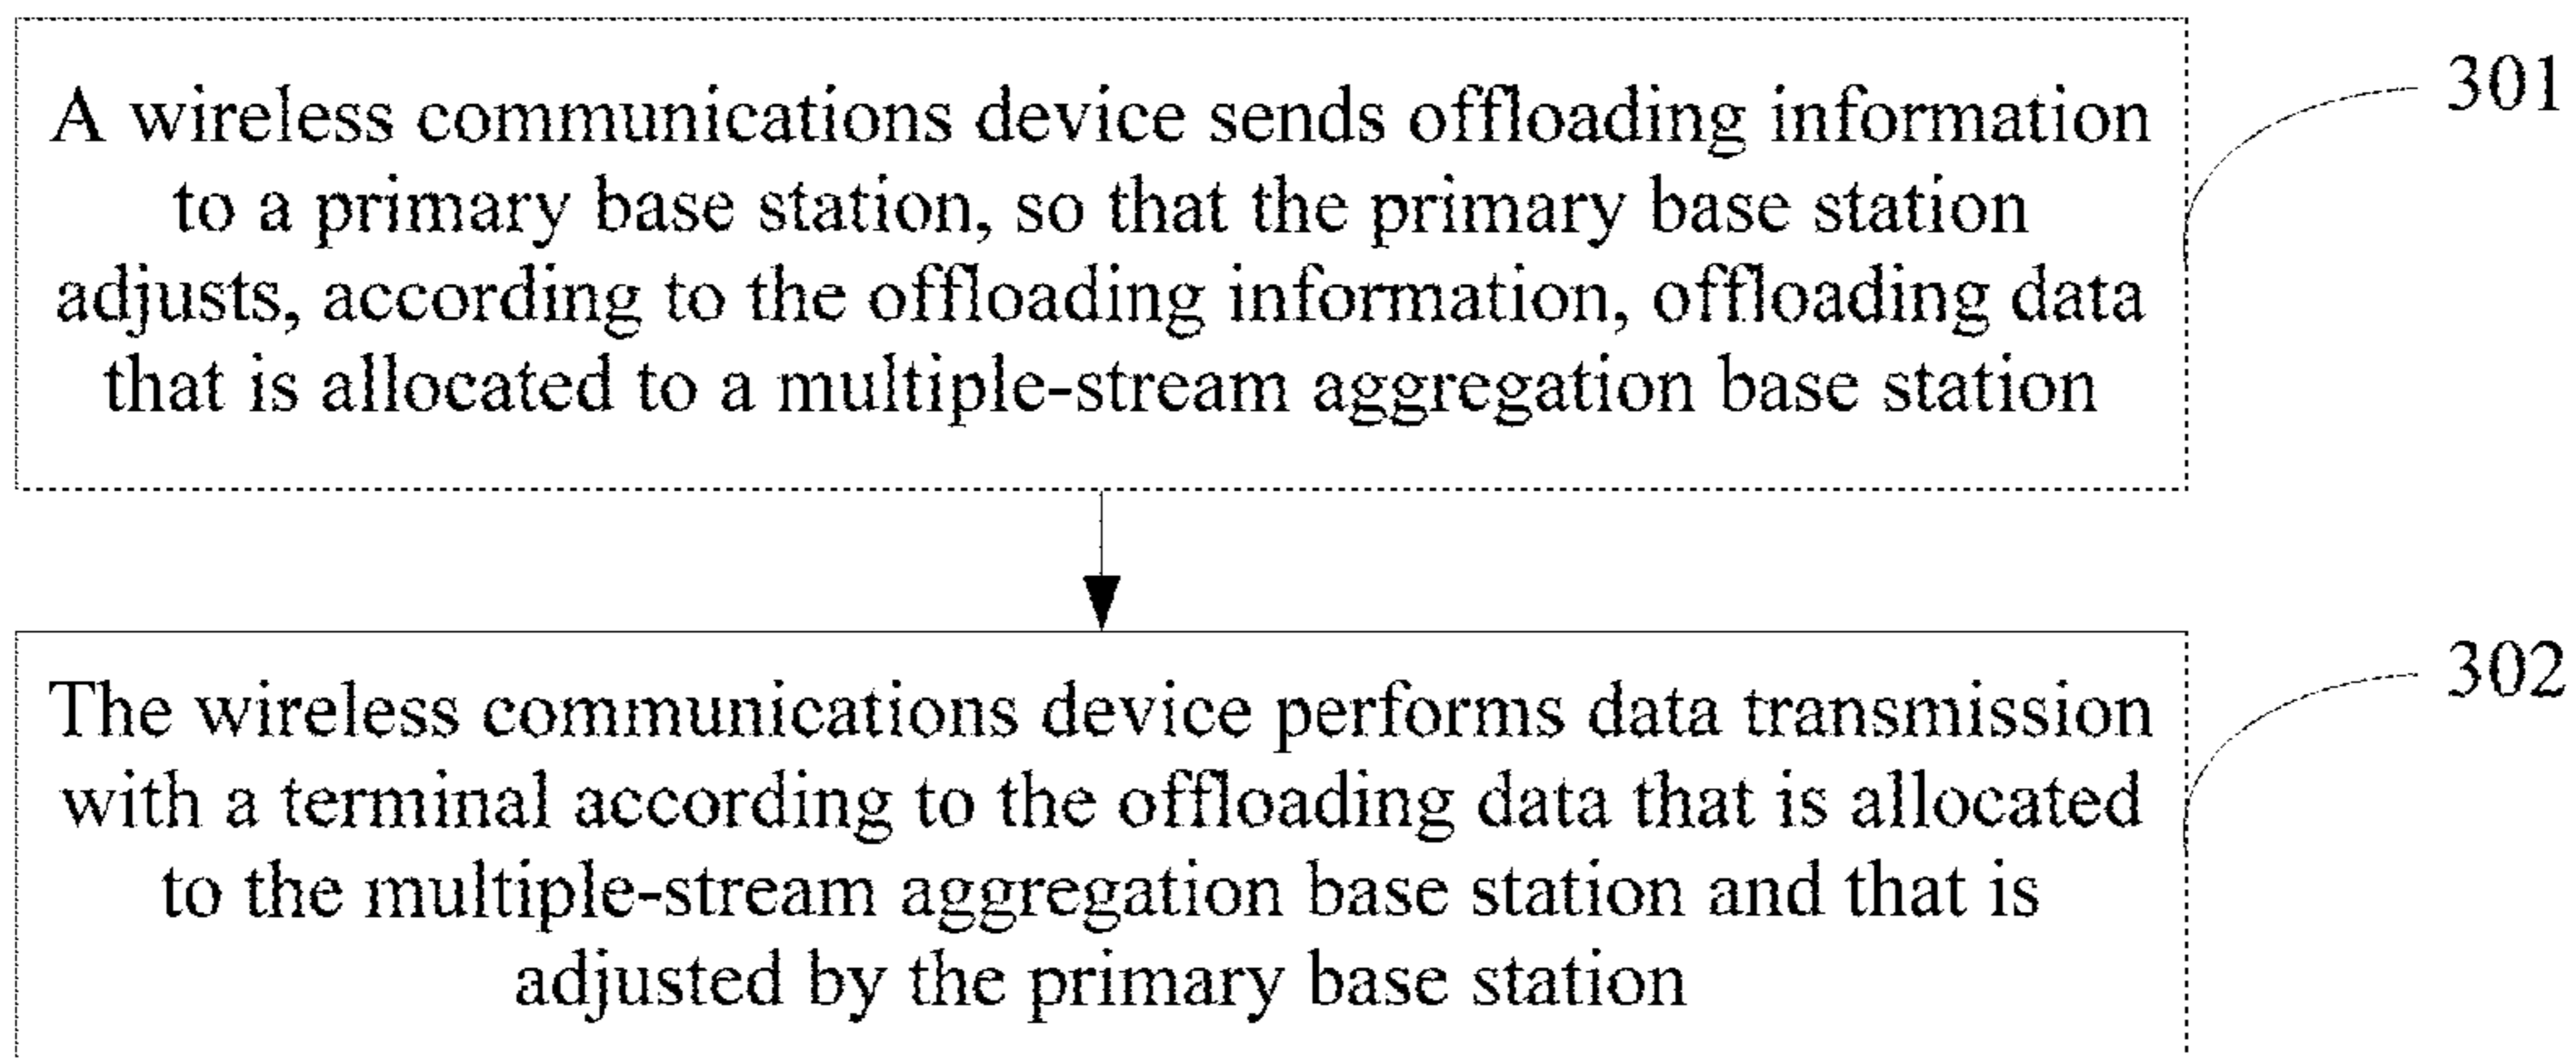 A wireless communications device sends offloading information
to a primary base station, so that the primary base station
adjusts, according to the offloading information, offloading data
that is allocated to a multiple-stream aggregation base station
301
The wireless communications device performs data transmission
with a terminal according to the offloading data that is allocated
to the multiple-stream aggregation base station and that is
adjusted by the primary base station
302